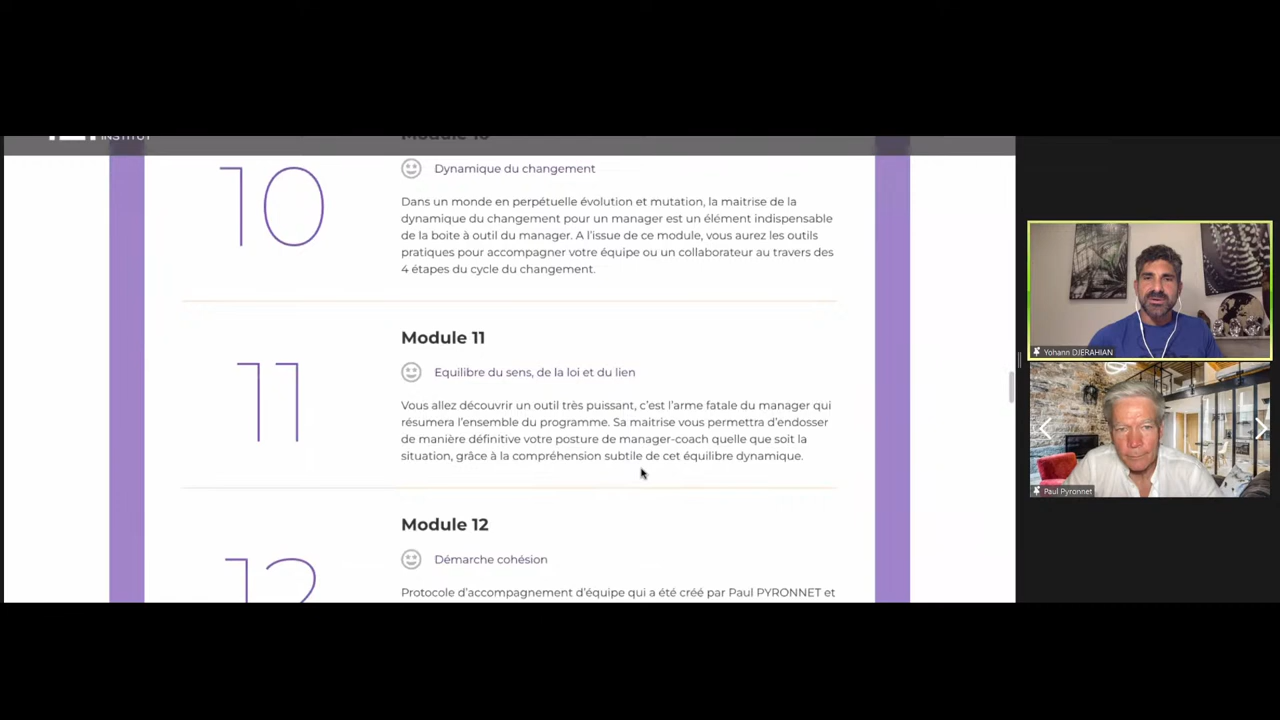 INSTITUT
Module 10
10
Dynamique du changement
Dans un monde en perpétuelle évolution et mutation, la maitrise de la
dynamique du changement pour un manager est un élément indispensable
de la boite à outil du manager. A l'issue de ce module, vous aurez les outils
pratiques pour accompagner votre équipe ou un collaborateur au travers des
4 étapes du cycle du changement.
Module 11
11
Equilibre du sens, de la loi et du lien
Vous allez découvrir un outil très puissant, c'est l'arme fatale du manager qui
résumera l'ensemble du programme. Sa maitrise vous permettra d'endosser
de manière définitive votre posture de manager-coach quelle que soit la
situation, grâce à la compréhension subtile de cet équilibre dynamique.
Module 12
12
Démarche cohésion
Protocole d'accompagnement d'équipe qui a été créé par Paul PYRONNET et
Yohann DJERAHIAN
Paul Pyronnet